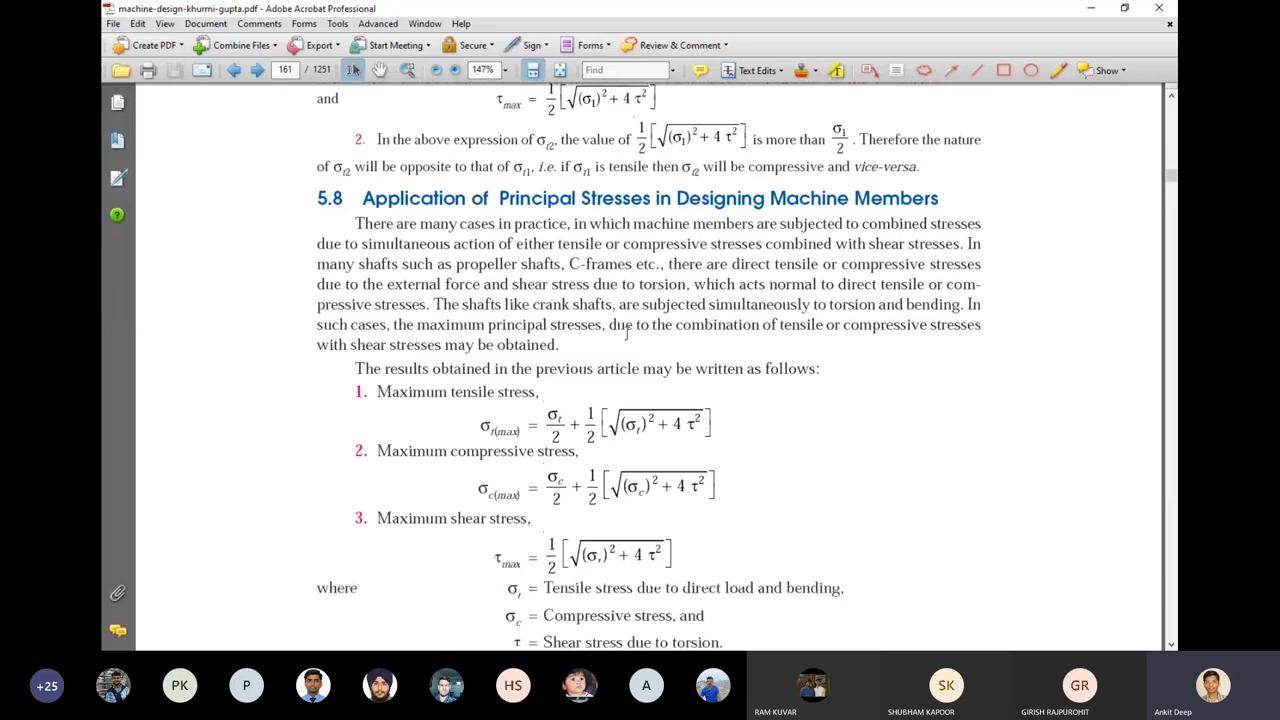 machine-design-khurmi-gupta.pdf - Adobe Acrobat Professional
File Edit View Document Comments Forms Tools Advanced Window Help
Create PDF Combine Files Export Start Meeting Secure Sign Forms Review & Comment
161 / 1251 147% Find Text Edits Show
and τmax = 1/2 [√(σ1)² + 4 τ²]
2. In the above expression of σt2, the value of 1/2 [√(σ1)² + 4 τ²] is more than σ1/2 . Therefore the nature
of σt2 will be opposite to that of σt1, i.e. if σt1 is tensile then σt2 will be compressive and vice-versa.
5.8 Application of Principal Stresses in Designing Machine Members
There are many cases in practice, in which machine members are subjected to combined stresses
due to simultaneous action of either tensile or compressive stresses combined with shear stresses. In
many shafts such as propeller shafts, C-frames etc., there are direct tensile or compressive stresses
due to the external force and shear stress due to torsion, which acts normal to direct tensile or com-
pressive stresses. The shafts like crank shafts, are subjected simultaneously to torsion and bending. In
such cases, the maximum principal stresses, due to the combination of tensile or compressive stresses
with shear stresses may be obtained.
The results obtained in the previous article may be written as follows:
1. Maximum tensile stress,
σt(max) = σt/2 + 1/2 [√(σt)² + 4 τ²]
2. Maximum compressive stress,
σc(max) = σc/2 + 1/2 [√(σc)² + 4 τ²]
3. Maximum shear stress,
τmax = 1/2 [√(σt)² + 4 τ²]
where σt = Tensile stress due to direct load and bending,
σc = Compressive stress, and
τ = Shear stress due to torsion.
+25 PK P HS A SK GR
RAM KUVAR SHUBHAM KAPOOR GIRISH RAJPUROHIT Ankit Deep